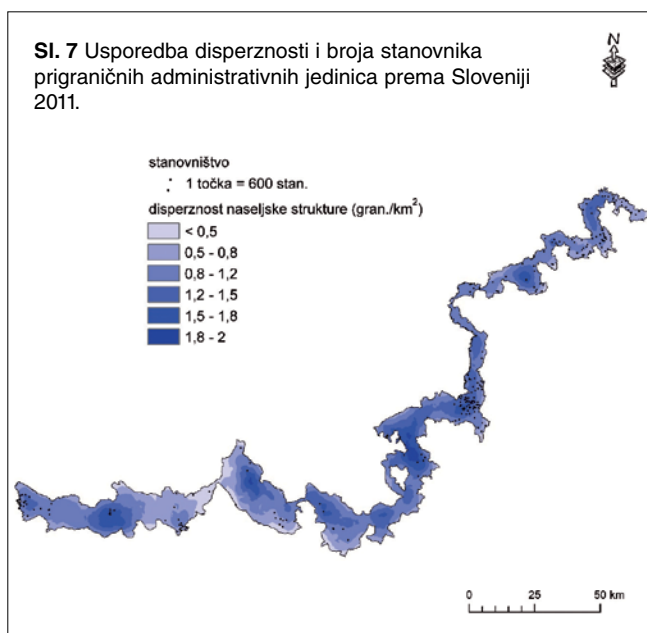 Sl. 7 Usporedba disperznosti i broja stanovnika
prigraničnih administrativnih jedinica prema Sloveniji
2011.
N
stanovništvo
1 točka = 600 stan.
disperznost naseljske strukture (gran./km²)
< 0,5
0,5 - 0,8
0,8 - 1,2
1,2 - 1,5
1,5 - 1,8
1,8 - 2
0 25 50 km